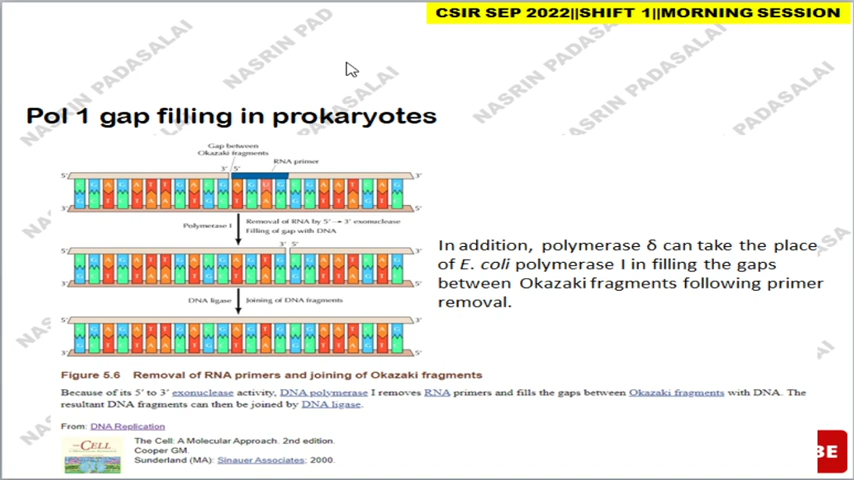 CSIR SEP 2022||SHIFT 1||MORNING SESSION
NASRIN PADASALAI
NASRIN PAD
NASRIN PADASALAI
Pol 1 gap filling in prokaryotes
Gap between
Okazaki fragments
RNA primer
3' 5'
5' 3'
3' 5'
Polymerase I
Removal of RNA by 5' → 3' exonuclease
Filling of gap with DNA
3' 5'
5' 3'
3' 5'
DNA ligase
Joining of DNA fragments
5' 3'
3' 5'
In addition, polymerase δ can take the place
of E. coli polymerase I in filling the gaps
between Okazaki fragments following primer
removal.
Figure 5.6 Removal of RNA primers and joining of Okazaki fragments
Because of its 5′ to 3′ exonuclease activity, DNA polymerase I removes RNA primers and fills the gaps between Okazaki fragments with DNA. The
resultant DNA fragments can then be joined by DNA ligase.
From: DNA Replication
The Cell: A Molecular Approach. 2nd edition.
Cooper GM.
Sunderland (MA): Sinauer Associates; 2000.
CELL
BE